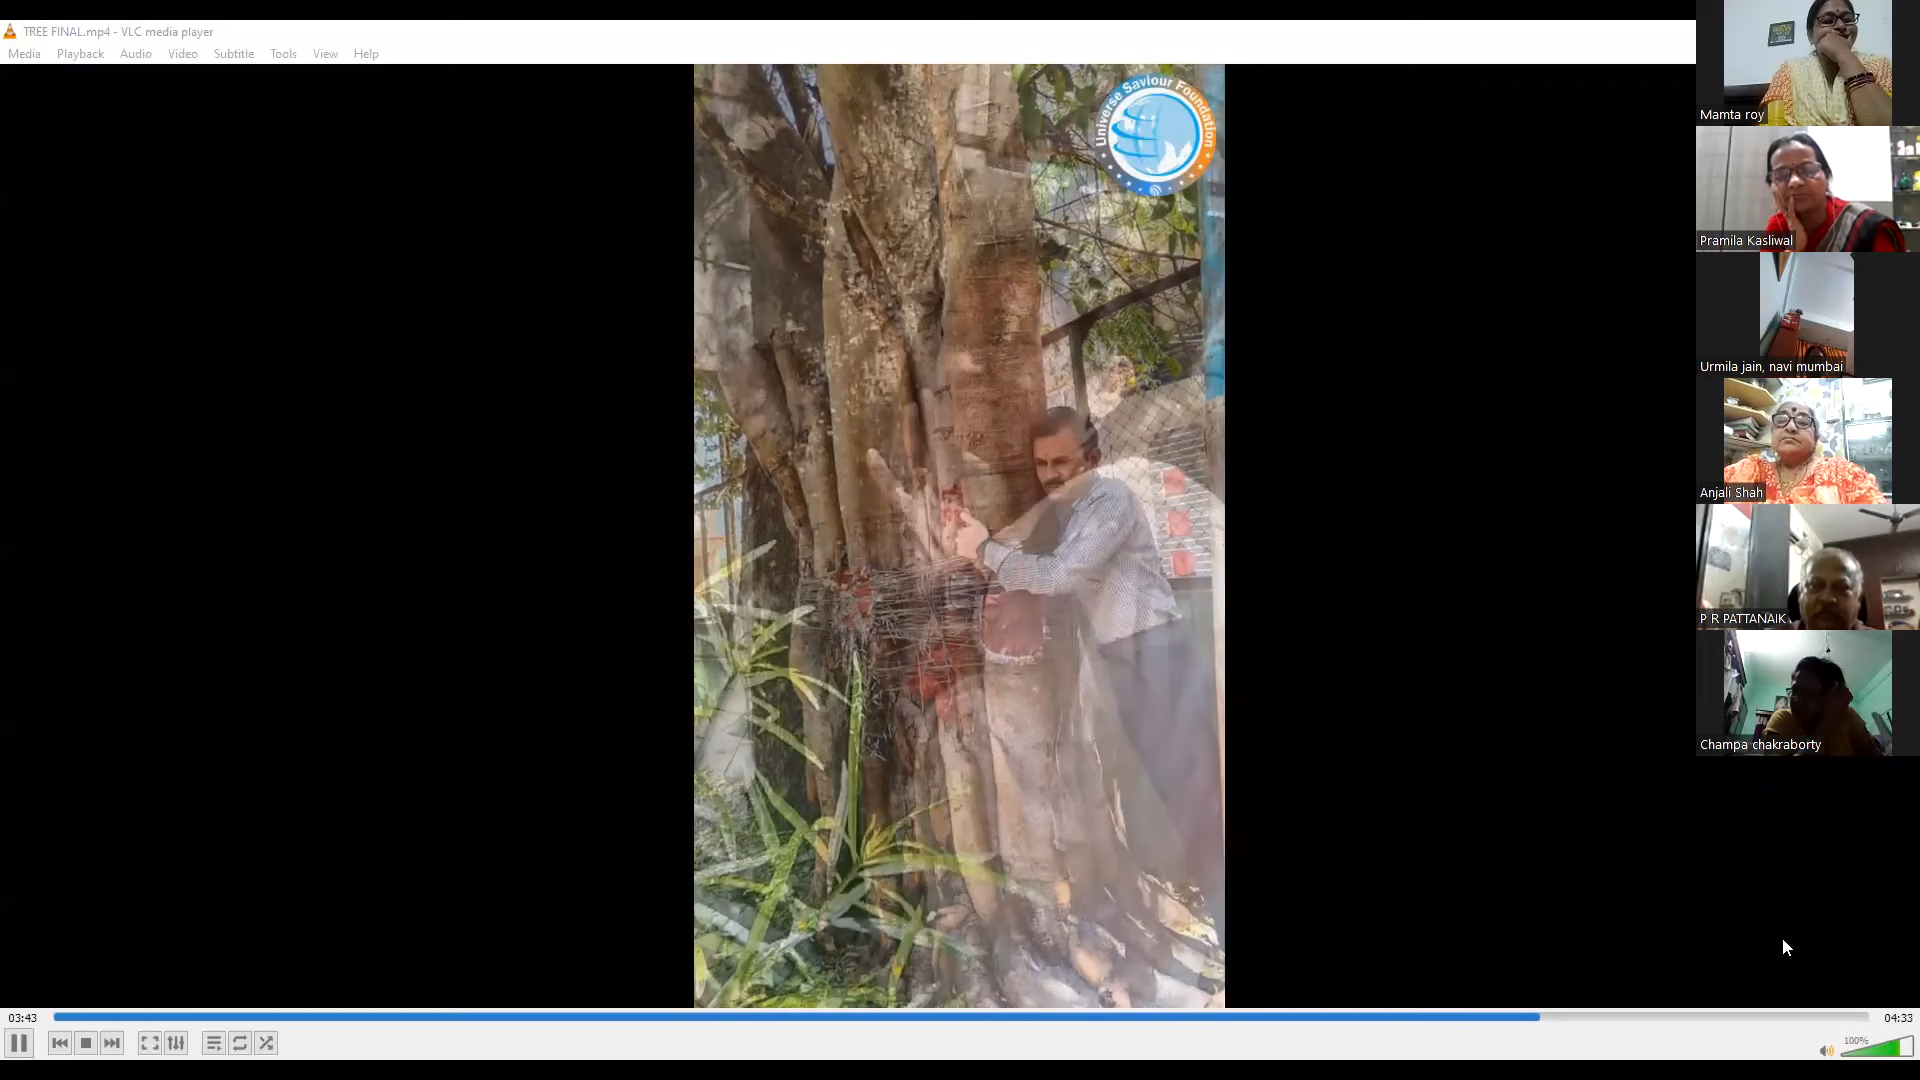 TREE FINAL.mp4 - VLC media player
Media Playback Audio Video Subtitle Tools View Help
Universe Saviour Foundation
Mamta roy
Pramila Kasliwal
Urmila jain, navi mumbai
Anjali Shah
P R PATTANAIK
Champa chakraborty
03:43
04:33
100%